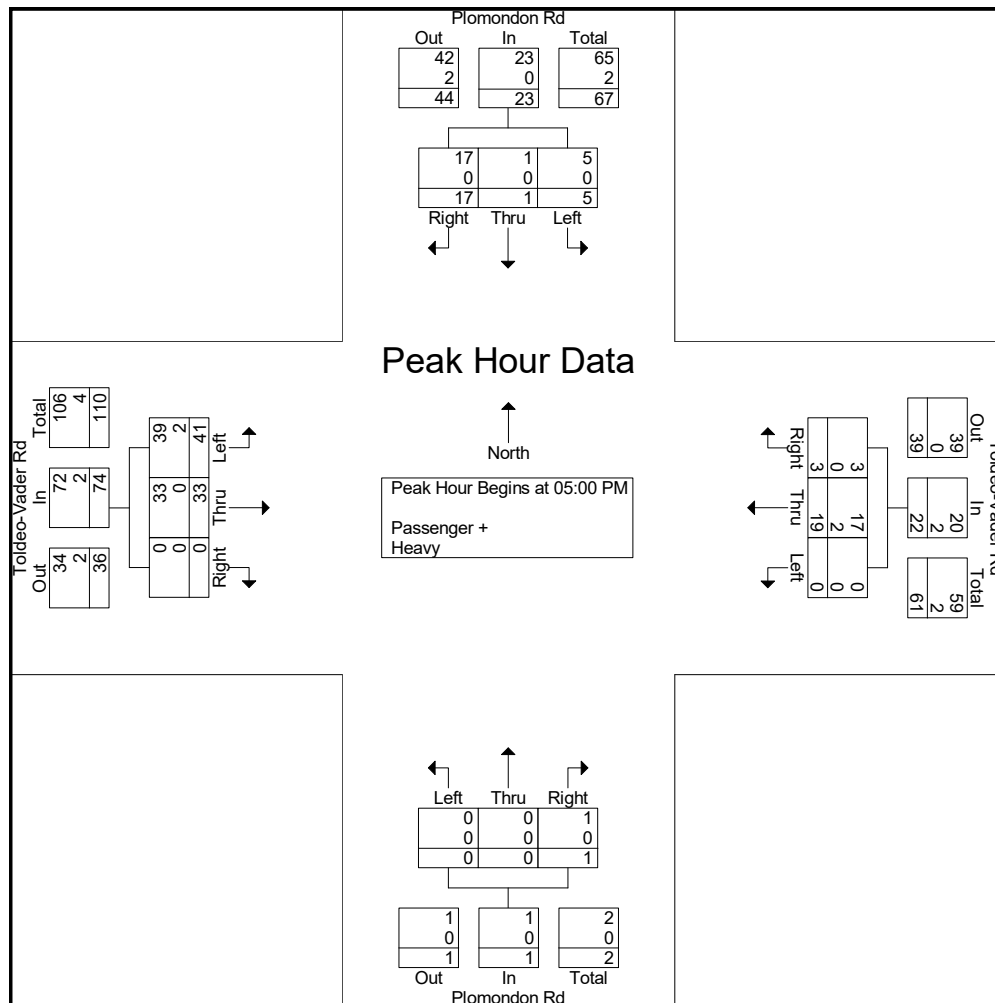 Plomondon Rd
Out In Total
42 23 65
2 0 2
44 23 67
17 1 5
0 0 0
17 1 5
Right Thru Left
Peak Hour Data
North
Peak Hour Begins at 05:00 PM
Passenger +
Heavy
Toldeo-Vader Rd
Out In Total
34 72 106
2 2 4
36 74 110
0 33 39
0 0 2
0 33 41
Right Thru Left
Toldeo-Vader Rd
Out In Total
39 20 59
0 2 2
39 22 61
3 17 0
0 2 0
3 19 0
Right Thru Left
Left Thru Right
0 0 1
0 0 0
0 0 1
1 1 2
0 0 0
1 1 2
Out In Total
Plomondon Rd